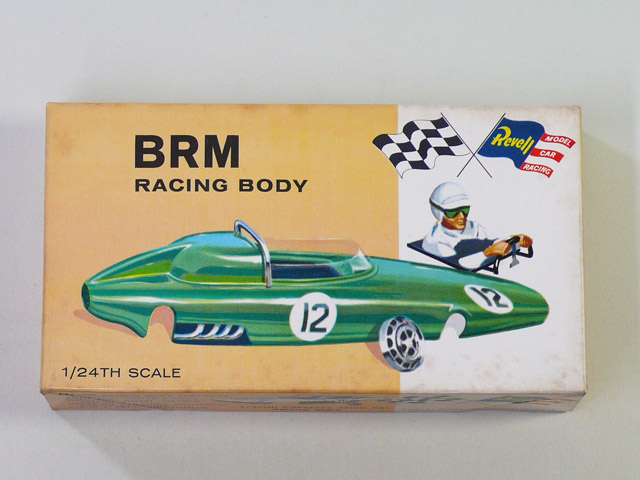 BRM
RACING BODY
Revell
MODEL
CAR
RACING
12
12
1/24TH SCALE